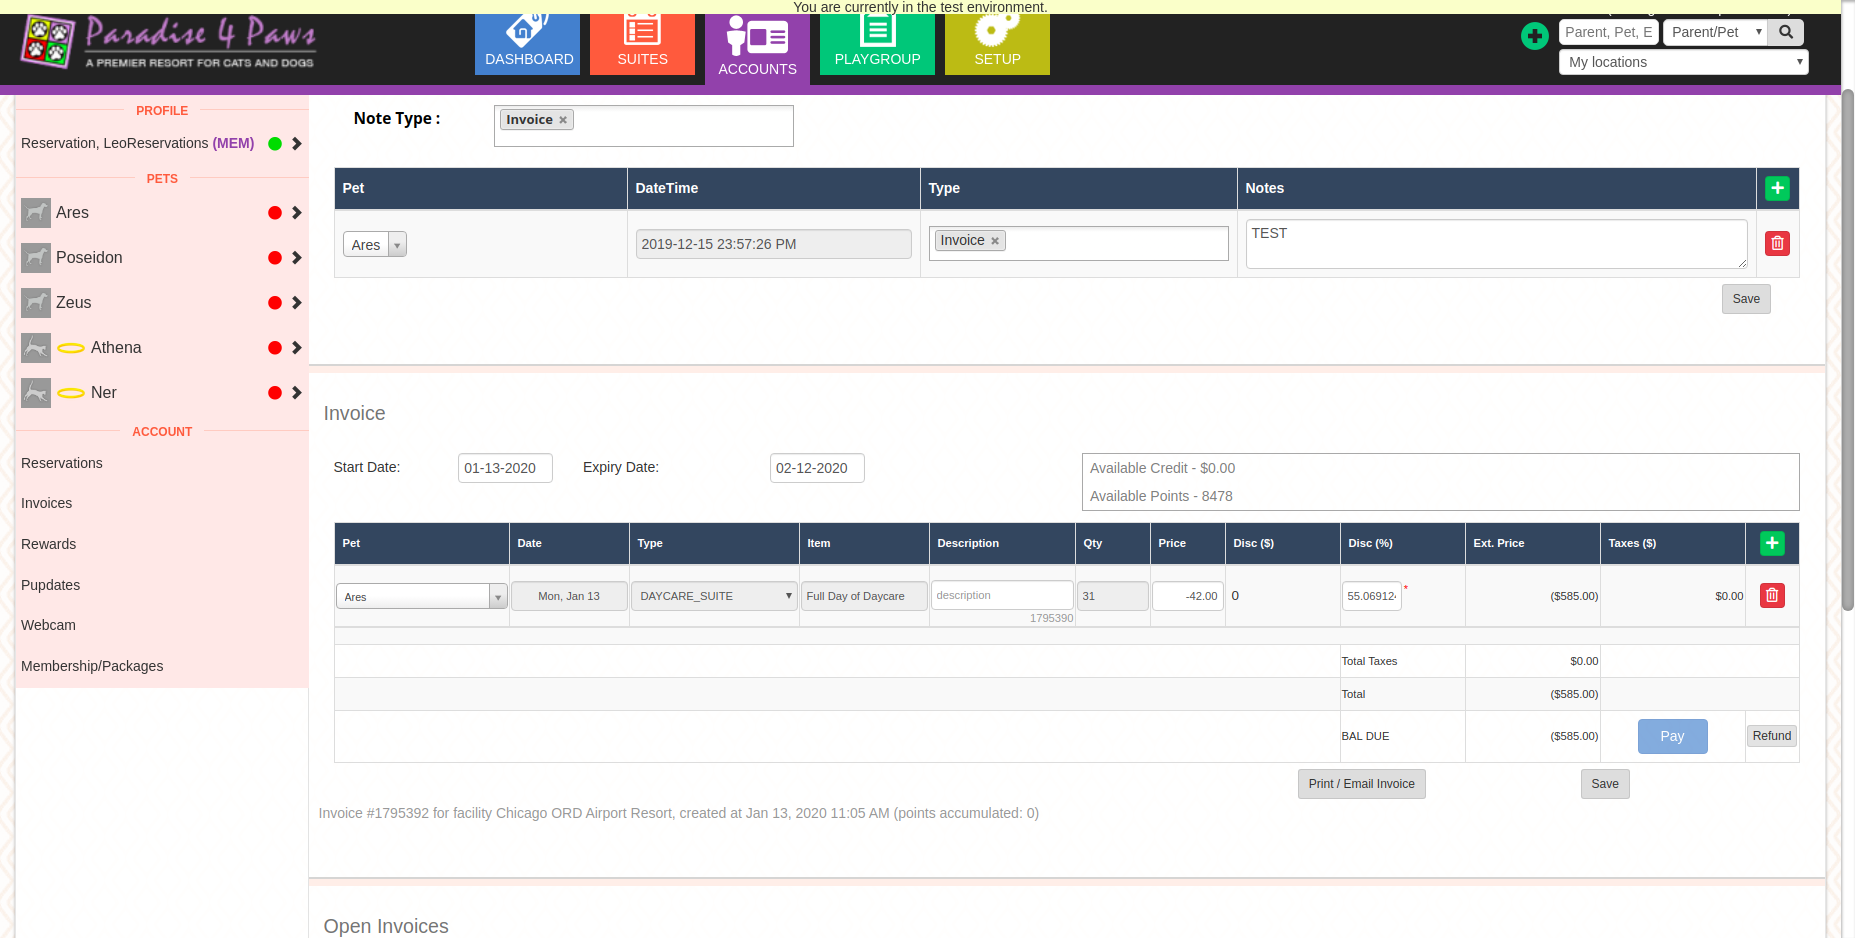 You are currently in the test environment.
Paradise 4 Paws
A PREMIER RESORT FOR CATS AND DOGS
DASHBOARD
SUITES
ACCOUNTS
PLAYGROUP
SETUP
Parent, Pet, E
Parent/Pet
My locations
PROFILE
Reservation, LeoReservations (MEM)
PETS
Ares
Poseidon
Zeus
Athena
Ner
ACCOUNT
Reservations
Invoices
Rewards
Pupdates
Webcam
Membership/Packages
Note Type :
Invoice ×
Pet DateTime Type Notes
Ares 2019-12-15 23:57:26 PM Invoice × TEST
Save
Invoice
Start Date: 01-13-2020 Expiry Date: 02-12-2020
Available Credit - $0.00
Available Points - 8478
Pet Date Type Item Description Qty Price Disc ($) Disc (%) Ext. Price Taxes ($)
Ares Mon, Jan 13 DAYCARE_SUITE Full Day of Daycare description 31 -42.00 0 55.06912 * ($585.00) $0.00
1795390
Total Taxes $0.00
Total ($585.00)
BAL DUE ($585.00) Pay Refund
Print / Email Invoice Save
Invoice #1795392 for facility Chicago ORD Airport Resort, created at Jan 13, 2020 11:05 AM (points accumulated: 0)
Open Invoices